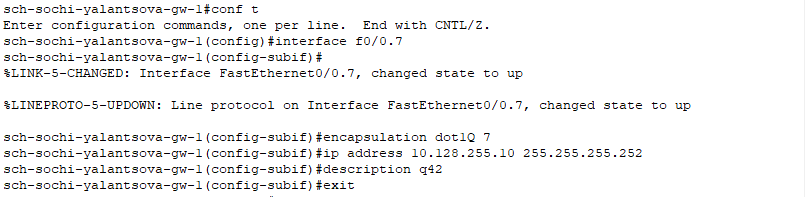 sch-sochi-yalantsova-gw-1#conf t
Enter configuration commands, one per line.  End with CNTL/Z.
sch-sochi-yalantsova-gw-1(config)#interface f0/0.7
sch-sochi-yalantsova-gw-1(config-subif)#
%LINK-5-CHANGED: Interface FastEthernet0/0.7, changed state to up
%LINEPROTO-5-UPDOWN: Line protocol on Interface FastEthernet0/0.7, changed state to up
sch-sochi-yalantsova-gw-1(config-subif)#encapsulation dot1Q 7
sch-sochi-yalantsova-gw-1(config-subif)#ip address 10.128.255.10 255.255.255.252
sch-sochi-yalantsova-gw-1(config-subif)#description q42
sch-sochi-yalantsova-gw-1(config-subif)#exit